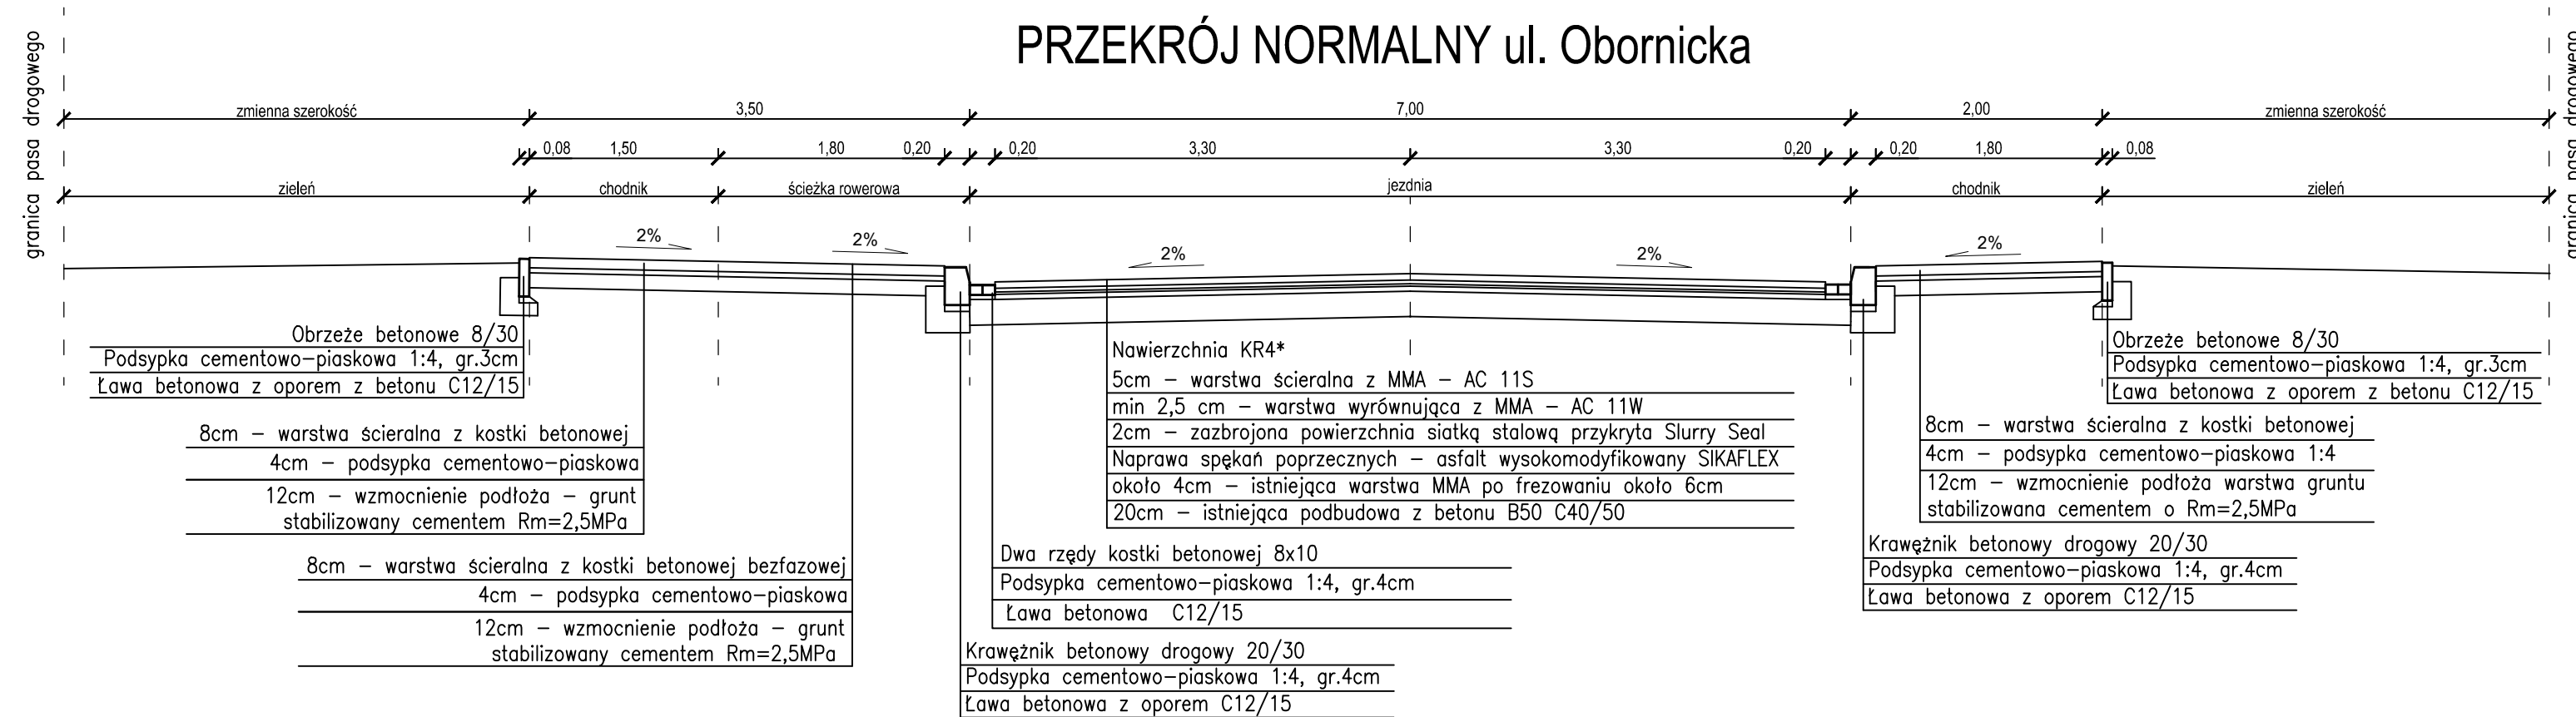 PRZEKRÓJ NORMALNY ul. Obornicka
granica pasa drogowego
granica pasa drogowego
zmienna szerokość 3,50 7,00 2,00 zmienna szerokość
0,08 1,50 1,80 0,20 0,20 3,30 3,30 0,20 0,20 1,80 0,08
zieleń chodnik ścieżka rowerowa jezdnia chodnik zieleń
2% 2% 2% 2% 2%
Obrzeże betonowe 8/30
Podsypka cementowo-piaskowa 1:4, gr.3cm
Ława betonowa z oporem z betonu C12/15
8cm – warstwa ścieralna z kostki betonowej
4cm – podsypka cementowo-piaskowa
12cm – wzmocnienie podłoża – grunt
stabilizowany cementem Rm=2,5MPa
8cm – warstwa ścieralna z kostki betonowej bezfazowej
4cm – podsypka cementowo-piaskowa
12cm – wzmocnienie podłoża – grunt
stabilizowany cementem Rm=2,5MPa
Nawierzchnia KR4*
5cm – warstwa ścieralna z MMA – AC 11S
min 2,5 cm – warstwa wyrównująca z MMA – AC 11W
2cm – zazbrojona powierzchnia siatką stalową przykryta Slurry Seal
Naprawa spękań poprzecznych – asfalt wysokomodyfikowany SIKAFLEX
około 4cm – istniejąca warstwa MMA po frezowaniu około 6cm
20cm – istniejąca podbudowa z betonu B50 C40/50
Dwa rzędy kostki betonowej 8x10
Podsypka cementowo-piaskowa 1:4, gr.4cm
Ława betonowa C12/15
Krawężnik betonowy drogowy 20/30
Podsypka cementowo-piaskowa 1:4, gr.4cm
Ława betonowa z oporem C12/15
Obrzeże betonowe 8/30
Podsypka cementowo-piaskowa 1:4, gr.3cm
Ława betonowa z oporem z betonu C12/15
8cm – warstwa ścieralna z kostki betonowej
4cm – podsypka cementowo-piaskowa 1:4
12cm – wzmocnienie podłoża warstwa gruntu
stabilizowana cementem o Rm=2,5MPa
Krawężnik betonowy drogowy 20/30
Podsypka cementowo-piaskowa 1:4, gr.4cm
Ława betonowa z oporem C12/15